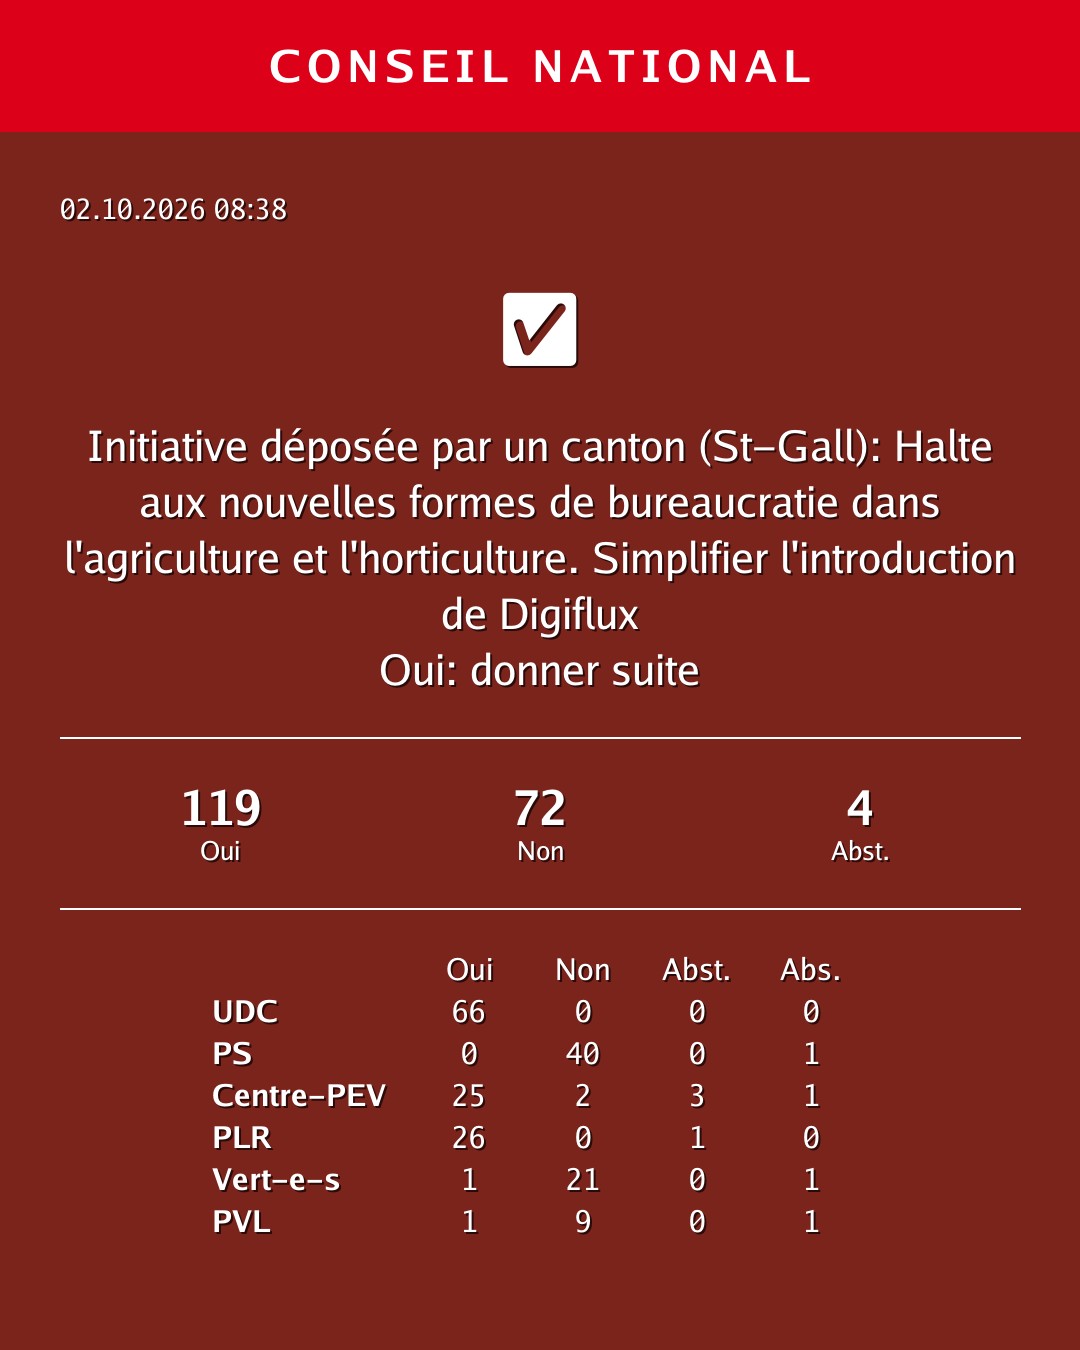 CONSEIL NATIONAL
02.10.2026 08:38
Initiative déposée par un canton (St-Gall): Halte
aux nouvelles formes de bureaucratie dans
l'agriculture et l'horticulture. Simplifier l'introduction
de Digiflux
Oui: donner suite
119 72 4
Oui Non Abst.
Oui Non Abst. Abs.
UDC 66 0 0 0
PS 0 40 0 1
Centre-PEV 25 2 3 1
PLR 26 0 1 0
Vert-e-s 1 21 0 1
PVL 1 9 0 1